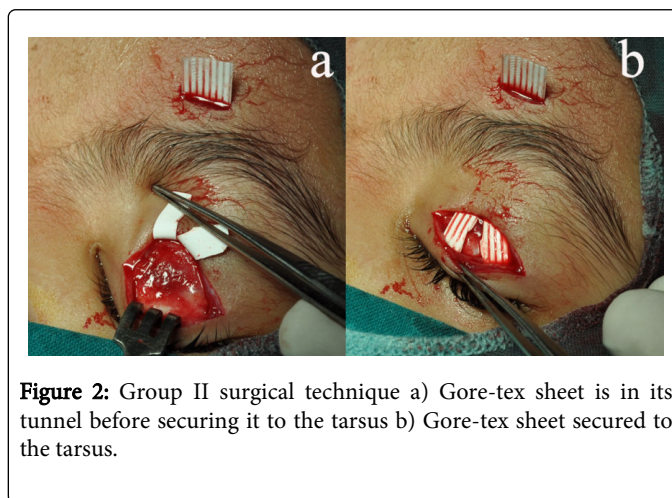 a b
Figure 2: Group II surgical technique a) Gore-tex sheet is in its
tunnel before securing it to the tarsus b) Gore-tex sheet secured to
the tarsus.